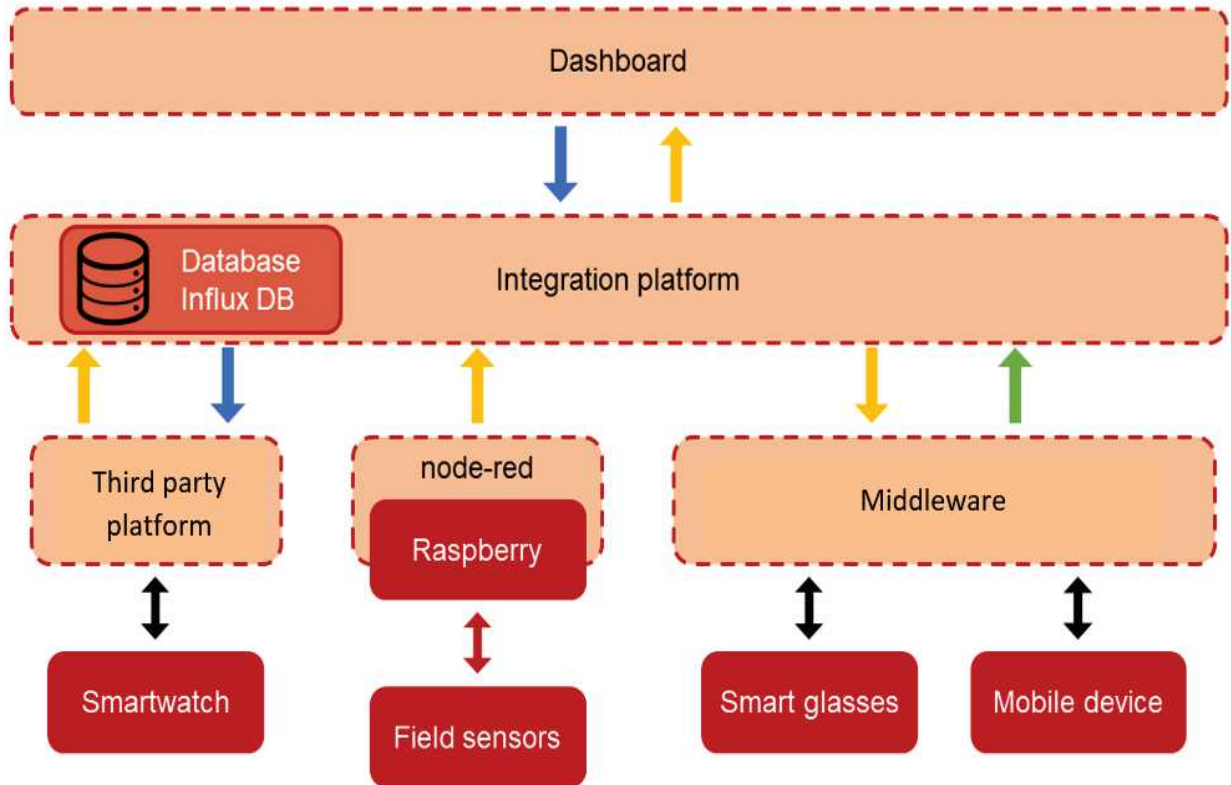 Dashboard
Database
Influx DB
Integration platform
Third party
platform
node-red
Raspberry
Middleware
Smartwatch
Field sensors
Smart glasses
Mobile device